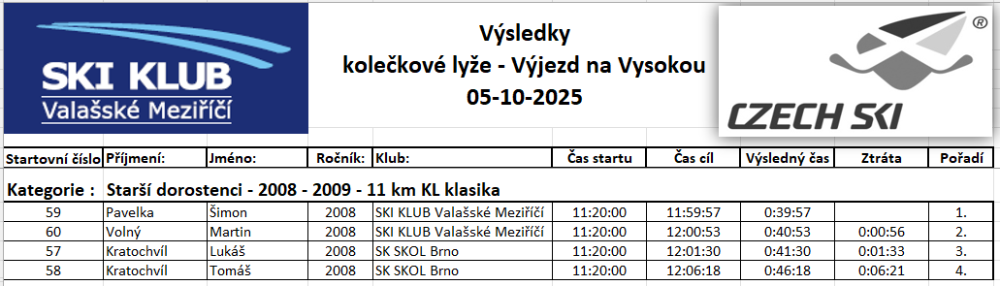 SKI KLUB
Valašské Meziříčí
Výsledky
kolečkové lyže - Výjezd na Vysokou
05-10-2025
®
CZECH SKI
Startovní číslo Příjmení: Jméno: Ročník: Klub: Čas startu Čas cíl Výsledný čas Ztráta Pořadí
Kategorie : Starší dorostenci - 2008 - 2009 - 11 km KL klasika
59 Pavelka Šimon 2008 SKI KLUB Valašské Meziříčí 11:20:00 11:59:57 0:39:57 1.
60 Volný Martin 2008 SKI KLUB Valašské Meziříčí 11:20:00 12:00:53 0:40:53 0:00:56 2.
57 Kratochvíl Lukáš 2008 SK SKOL Brno 11:20:00 12:01:30 0:41:30 0:01:33 3.
58 Kratochvíl Tomáš 2008 SK SKOL Brno 11:20:00 12:06:18 0:46:18 0:06:21 4.